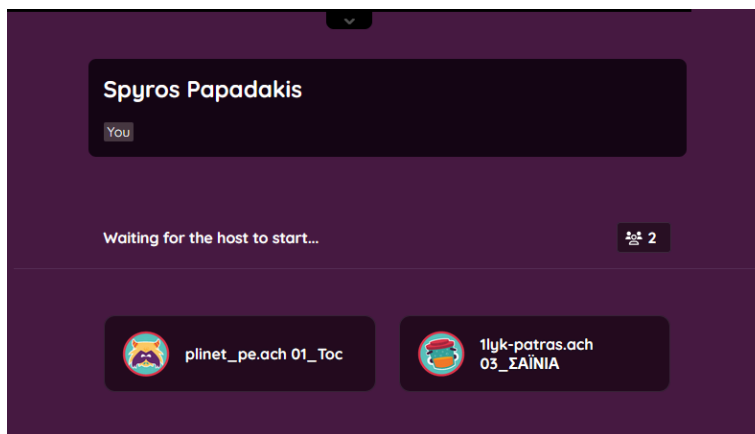 Spyros Papadakis
You
Waiting for the host to start...
2
plinet_pe.ach 01_Toc
1lyk-patras.ach
03_ΣΑΪΝΙΑ